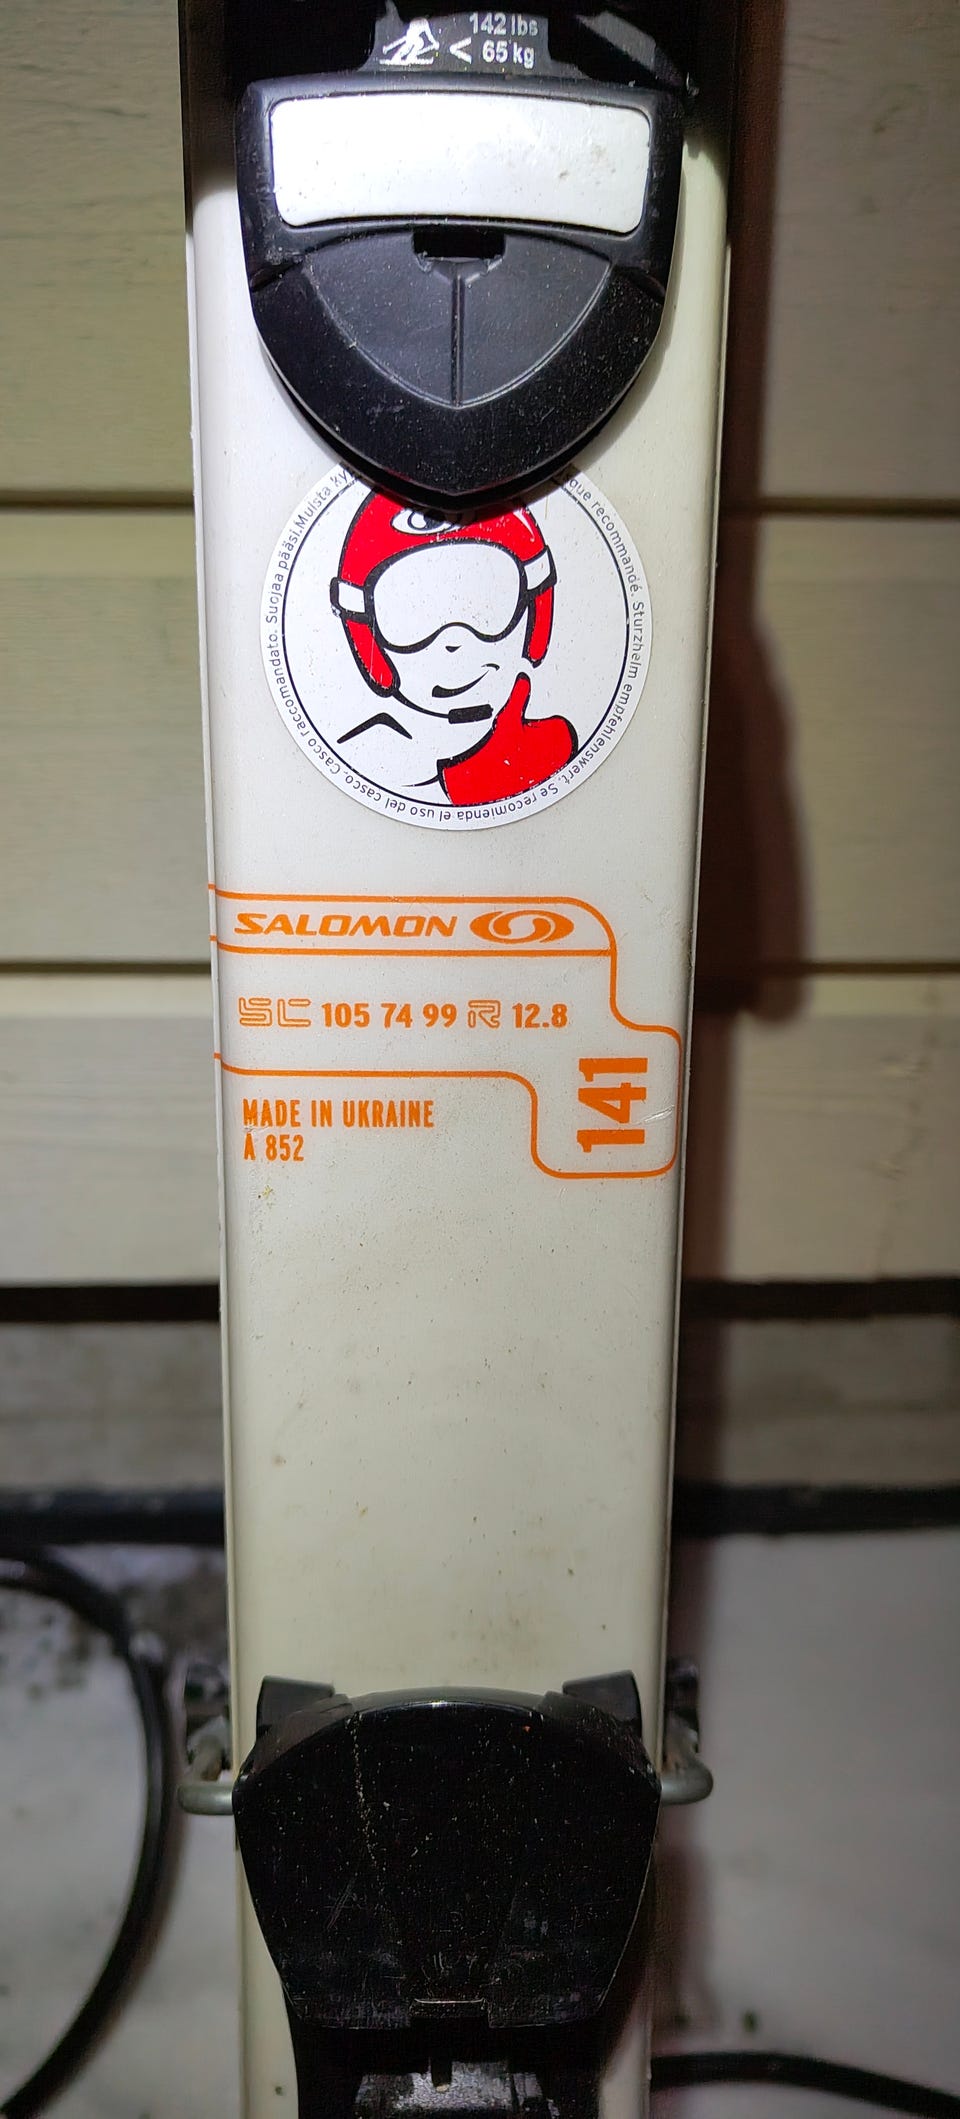 142 lbs
< 65 kg
que recommandé. Sturzhelm empfehlenswert. Se recomienda el uso del casco. Casco raccomandato. Suojaa pääsi. Muista
SALOMON
SC 105 74 99 R 12.8
141
MADE IN UKRAINE
A 852